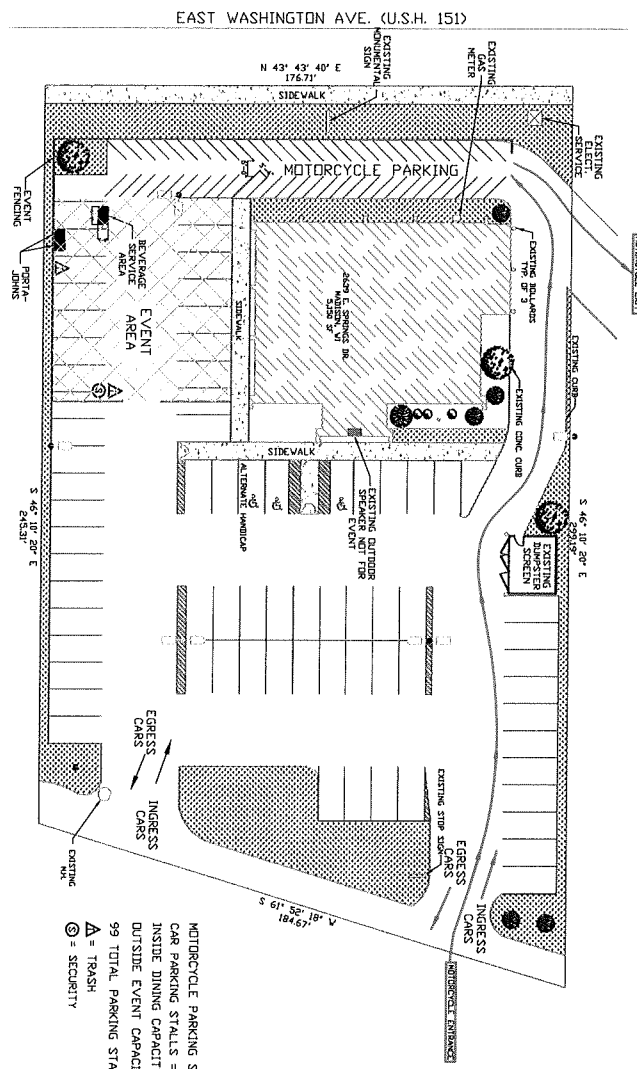 EAST WASHINGTON AVE. (U.S.H. 151)
N 43° 43' 40" E
176.71'
EXISTING
MONUMENTAL
SIGN
EXISTING
GAS
METER
EXISTING
ELECT
SERVICE
SIDEWALK
MOTORCYCLE PARKING
EVENT
FENCING
PORTA-
JOHNS
BEVERAGE
SERVICE
AREA
EVENT
AREA
SIDEWALK
2639 E. SPRINGS DR
MADISON, WI
EXISTING BOLLARDS
TYP. OF 3
EXISTING CURB
EXISTING CONC CURB
SIDEWALK
ALTERNATE HANDICAP
EXISTING OUTDOOR
SPEAKER NOT FOR
EVENT
EXISTING
DUMPSTER
SCREEN
S 46° 10' 20" E
S 46° 10' 20" E
245.31'
EGRESS
CARS
INGRESS
CARS
EXISTING
EXISTING STOP SIGN
EGRESS
CARS
INGRESS
CARS
MOTORCYCLE ENTRANCE
S 61° 52' 18" W
184.67'
MOTORCYCLE PARKING S
CAR PARKING STALLS =
INSIDE DINING CAPACIT
OUTSIDE EVENT CAPACI
99 TOTAL PARKING STA
= TRASH
S = SECURITY